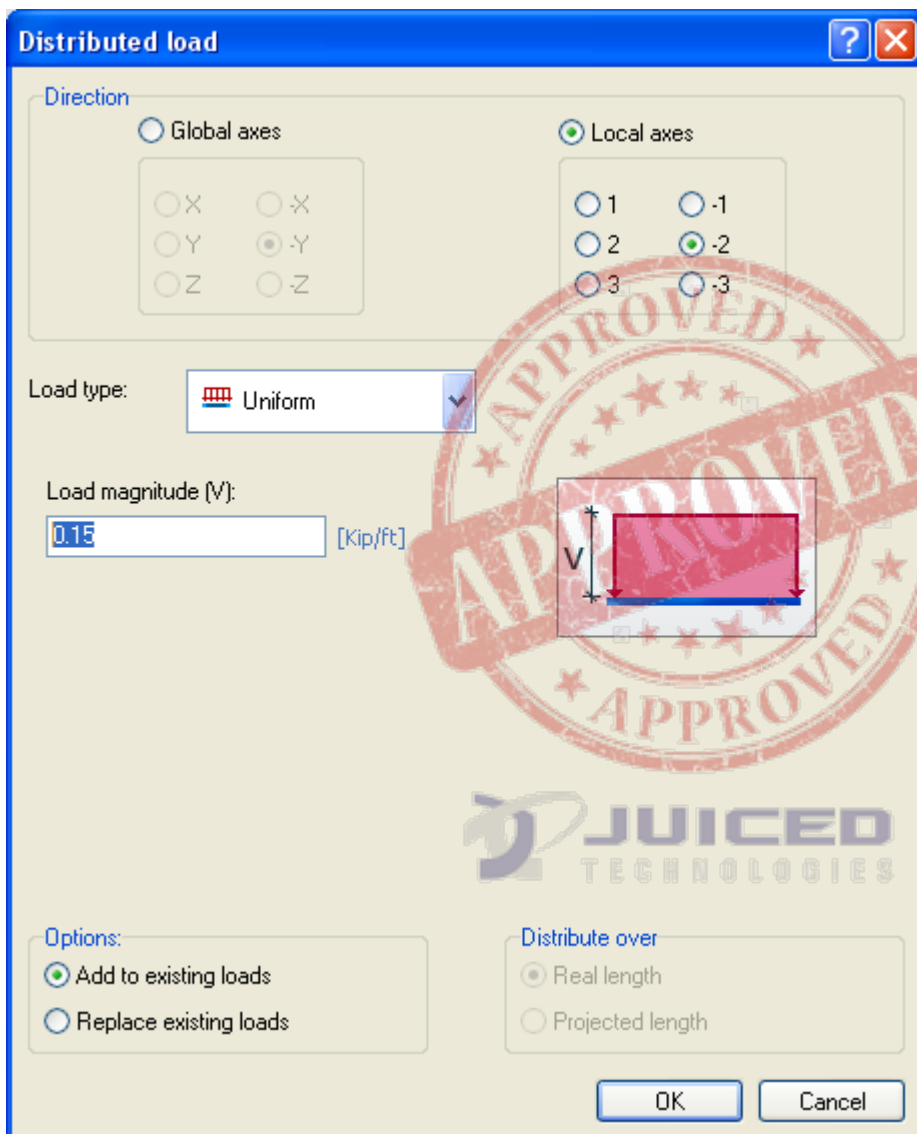 Distributed load
Direction
Global axes
Local axes
X -X
1 -1
Y -Y
2 -2
Z -Z
3 -3
APPROVED
Load type:
Uniform
APPROVED
Load magnitude (V):
0.15 [Kip/ft]
V
APPROVED
JUICED
TECHNOLOGIES
Options:
Distribute over
Add to existing loads
Real length
Replace existing loads
Projected length
OK
Cancel